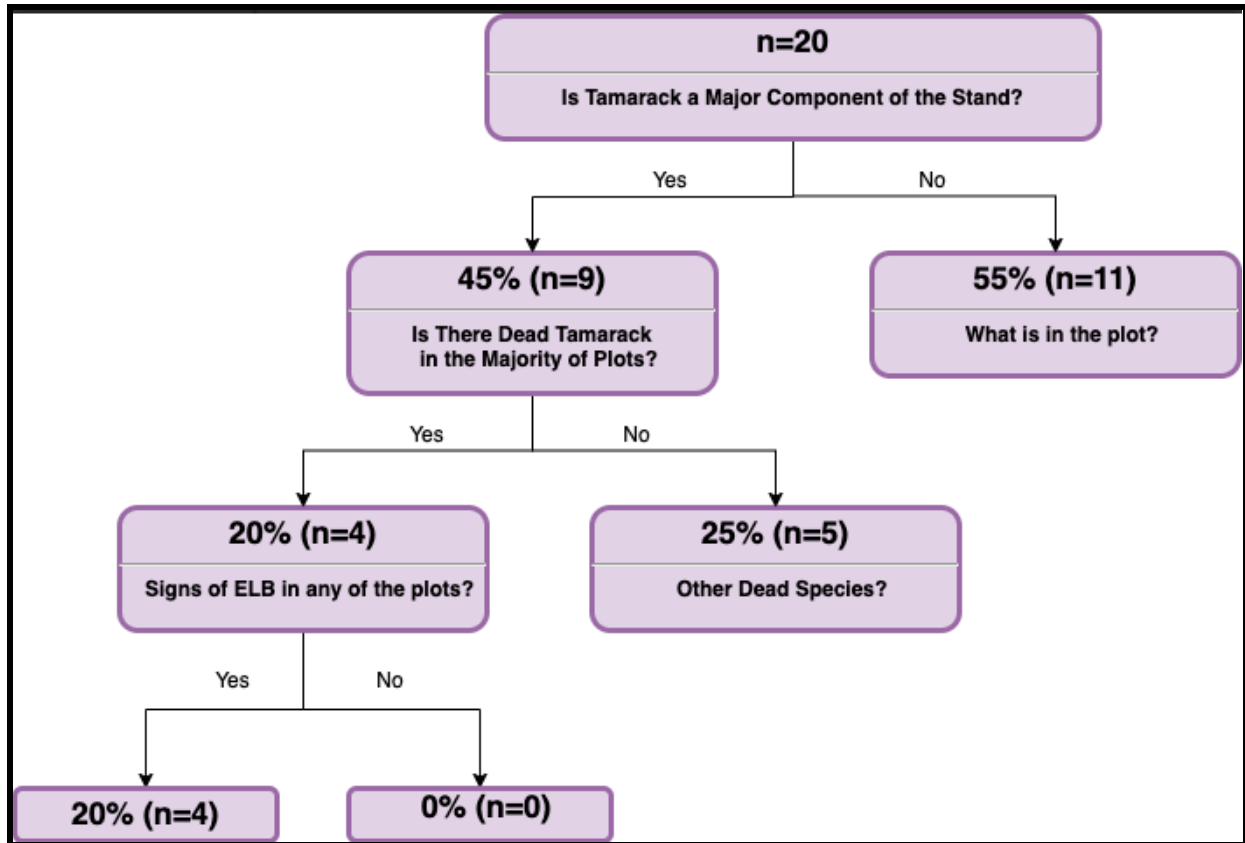 n=20
Is Tamarack a Major Component of the Stand?
Yes
No
45% (n=9)
Is There Dead Tamarack
in the Majority of Plots?
55% (n=11)
What is in the plot?
Yes
No
20% (n=4)
Signs of ELB in any of the plots?
25% (n=5)
Other Dead Species?
Yes
No
20% (n=4)
0% (n=0)